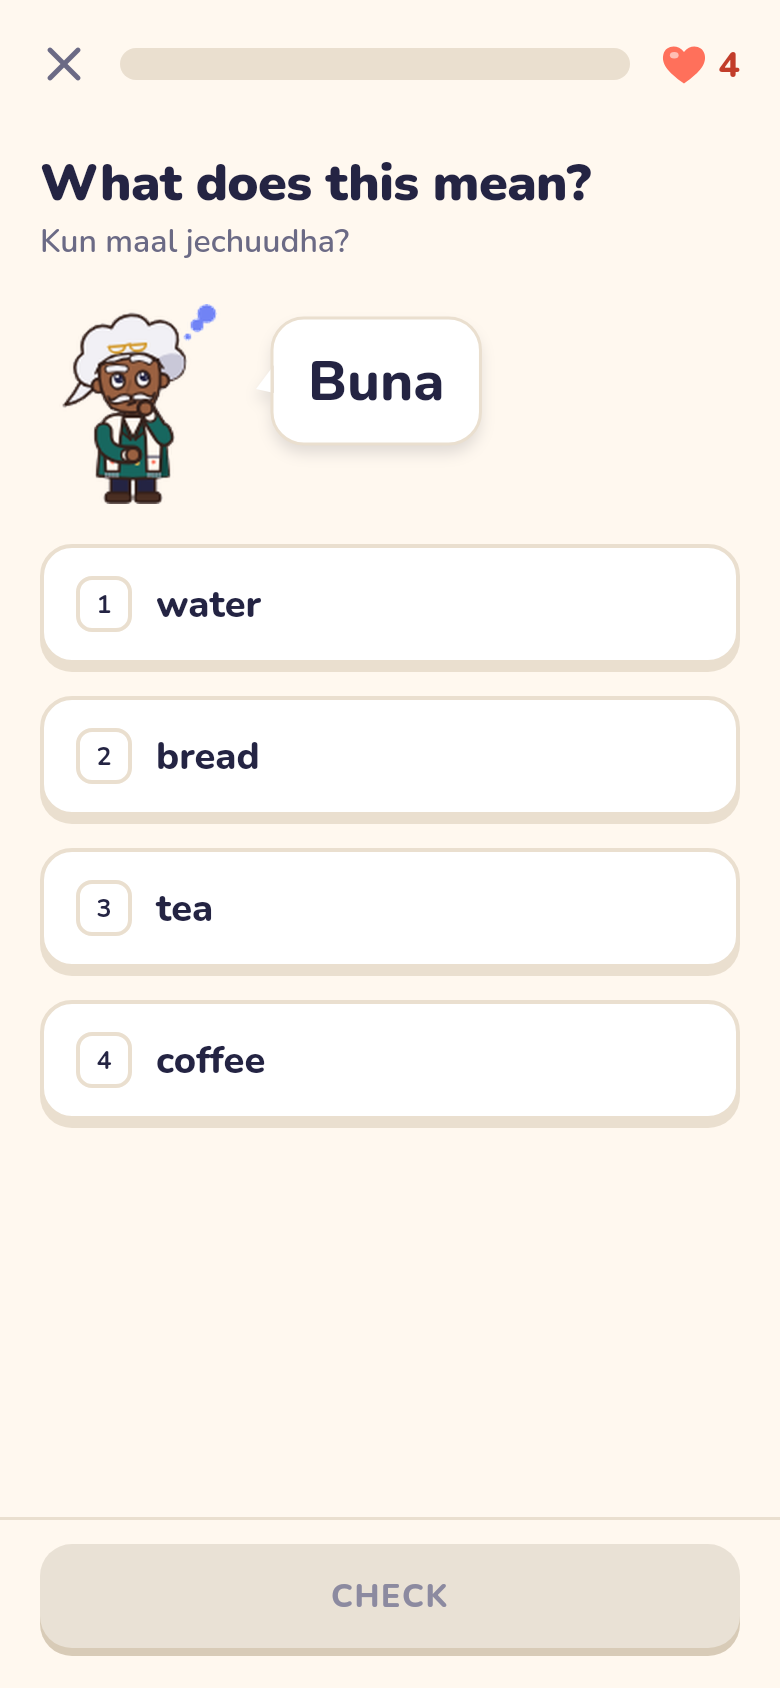 4
What does this mean?
Kun maal jechuudha?
Buna
1 water
2 bread
3 tea
4 coffee
CHECK